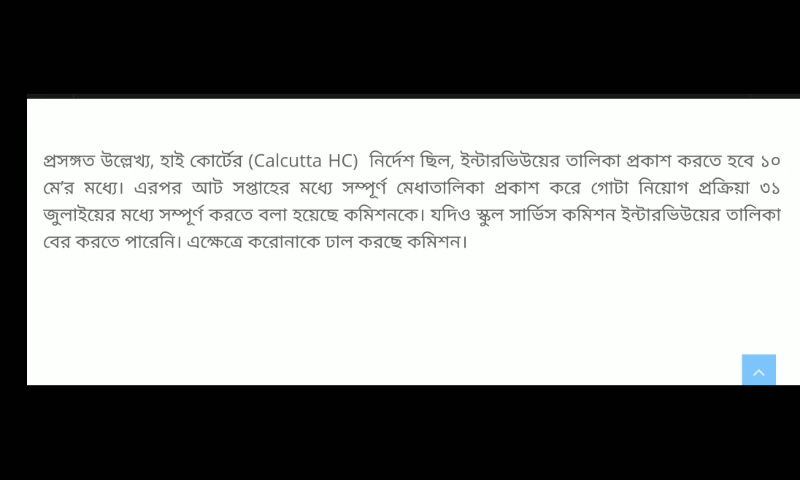 প্রসঙ্গত উল্লেখ্য, হাই কোর্টের (Calcutta HC) নির্দেশ ছিল, ইন্টারভিউয়ের তালিকা প্রকাশ করতে হবে ১০
মে'র মধ্যে। এরপর আট সপ্তাহের মধ্যে সম্পূর্ণ মেধাতালিকা প্রকাশ করে গোটা নিয়োগ প্রক্রিয়া ৩১
জুলাইয়ের মধ্যে সম্পূর্ণ করতে বলা হয়েছে কমিশনকে। যদিও স্কুল সার্ভিস কমিশন ইন্টারভিউয়ের তালিকা
বের করতে পারেনি। এক্ষেত্রে করোনাকে ঢাল করছে কমিশন।